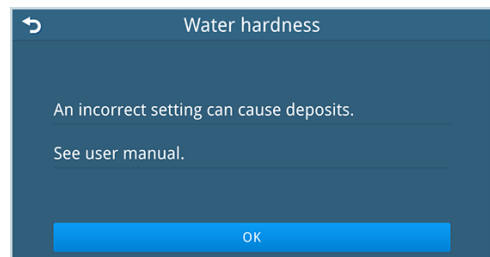 Water hardness
An incorrect setting can cause deposits.
See user manual.
OK